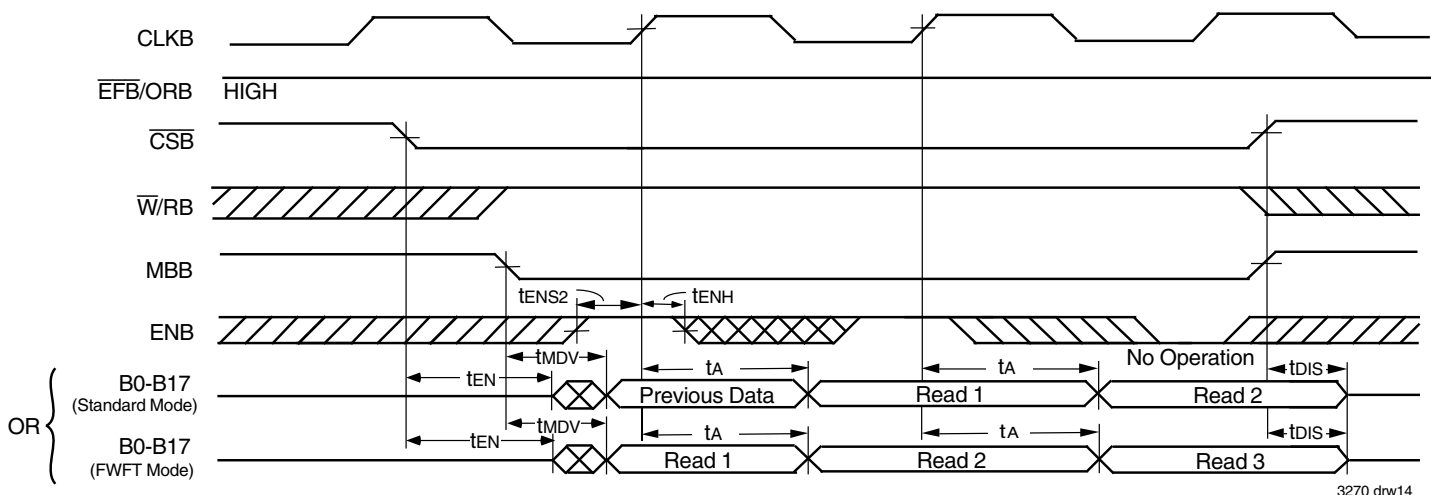 CLKB
EFB/ORB HIGH
CSB
W/RB
MBB
tENS2 tENH
ENB
No Operation
tMDV
tEN tA tA tDIS
B0-B17
(Standard Mode)
Previous Data Read 1 Read 2
OR
tMDV
tEN tA tA tDIS
B0-B17
(FWFT Mode)
Read 1 Read 2 Read 3
3270 drw14